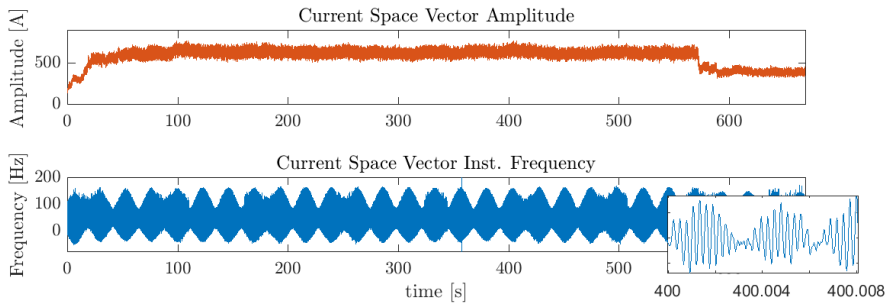 Current Space Vector Amplitude
Amplitude [A]
500
0
0 100 200 300 400 500 600
Current Space Vector Inst. Frequency
Frequency [Hz]
200
100
0
0 100 200 300 400 500
time [s]
400 400.004 400.008